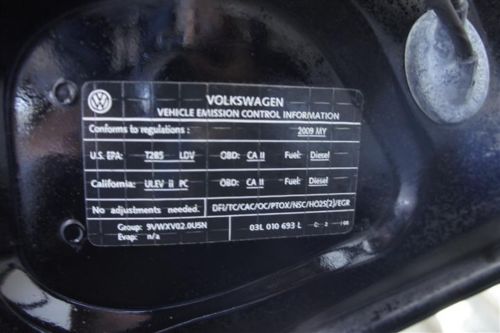 VOLKSWAGEN
VEHICLE EMISSION CONTROL INFORMATION
Conforms to regulations : 2009 MY
U.S. EPA: T2B5 LDV OBD: CA II Fuel: Diesel
California: ULEV II PC OBD: CA II Fuel: Diesel
No adjustments needed. DFI/TC/CAC/OC/PTOX/NSC/HO2S(2)/EGR
Group: 9VWXV02.0U5N
Evap: n/a
03L 010 693 L